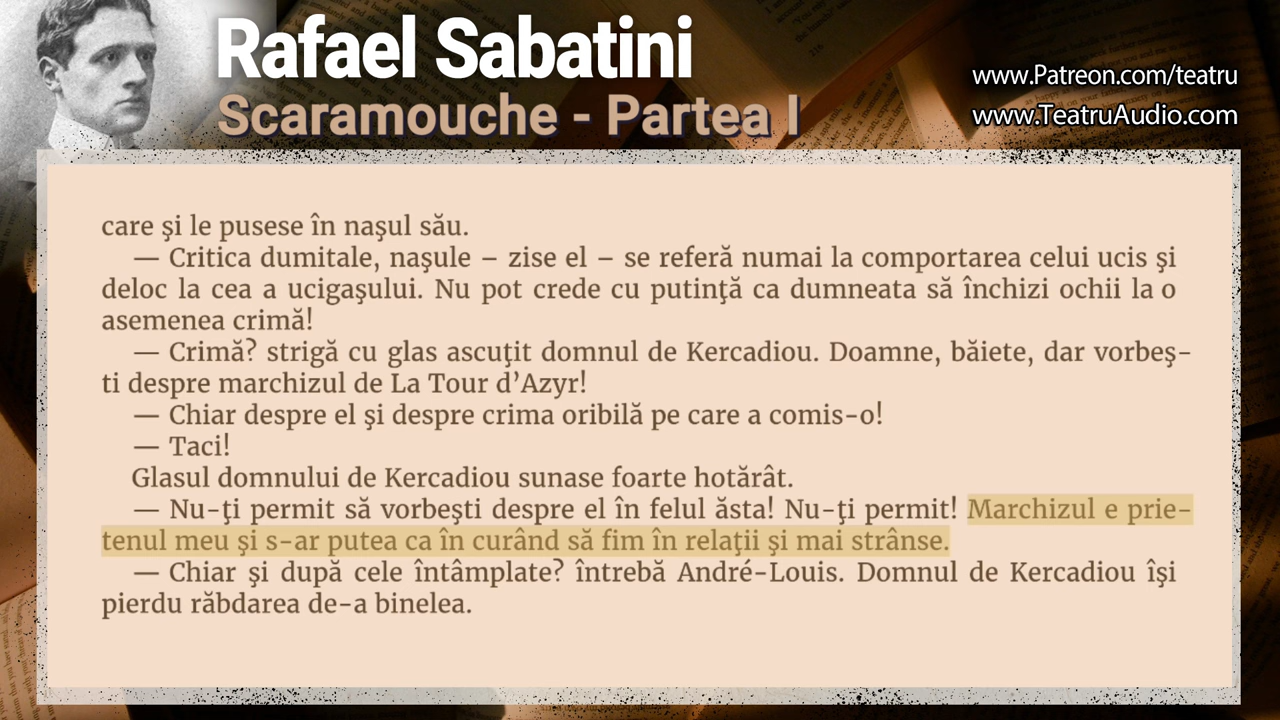 Rafael Sabatini
Scaramouche - Partea I
www.Patreon.com/teatru
www.TeatruAudio.com
care şi le pusese în naşul său.
— Critica dumitale, naşule – zise el – se referă numai la comportarea celui ucis şi
deloc la cea a ucigaşului. Nu pot crede cu putinţă ca dumneata să închizi ochii la o
asemenea crimă!
— Crimă? strigă cu glas ascuţit domnul de Kercadiou. Doamne, băiete, dar vorbeş-
ti despre marchizul de La Tour d’Azyr!
— Chiar despre el şi despre crima oribilă pe care a comis-o!
— Taci!
Glasul domnului de Kercadiou sunase foarte hotărât.
— Nu-ţi permit să vorbeşti despre el în felul ăsta! Nu-ţi permit! Marchizul e prie-
tenul meu şi s-ar putea ca în curând să fim în relaţii şi mai strânse.
— Chiar şi după cele întâmplate? întrebă André-Louis. Domnul de Kercadiou îşi
pierdu răbdarea de-a binelea.